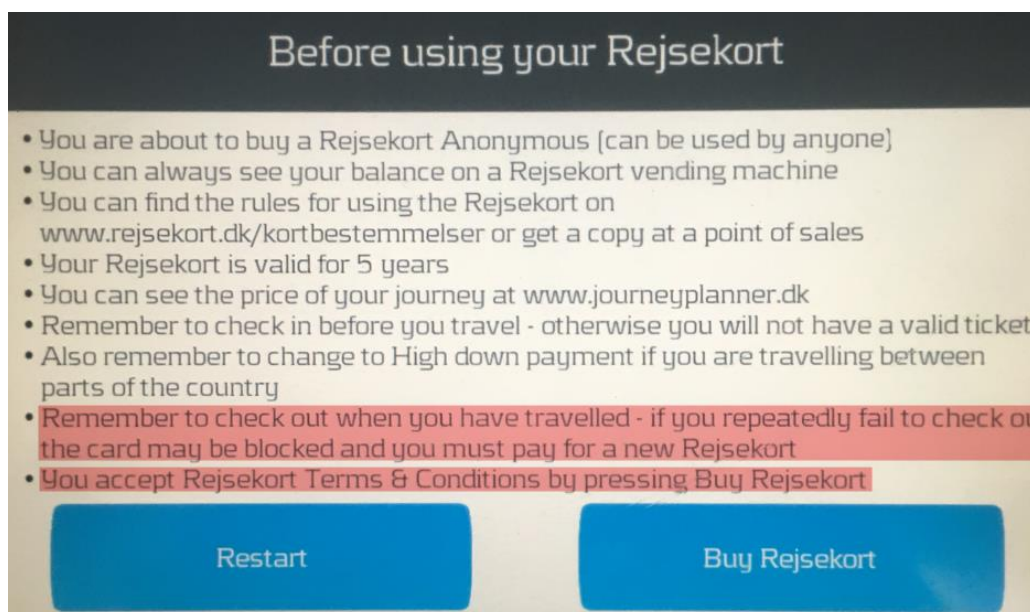 Before using your Rejsekort
• You are about to buy a Rejsekort Anonymous (can be used by anyone)
• You can always see your balance on a Rejsekort vending machine
• You can find the rules for using the Rejsekort on
www.rejsekort.dk/kortbestemmelser or get a copy at a point of sales
• Your Rejsekort is valid for 5 years
• You can see the price of your journey at www.journeyplanner.dk
• Remember to check in before you travel - otherwise you will not have a valid ticket
• Also remember to change to High down payment if you are travelling between
parts of the country
• Remember to check out when you have travelled - if you repeatedly fail to check ou
the card may be blocked and you must pay for a new Rejsekort
• You accept Rejsekort Terms & Conditions by pressing Buy Rejsekort
Restart
Buy Rejsekort